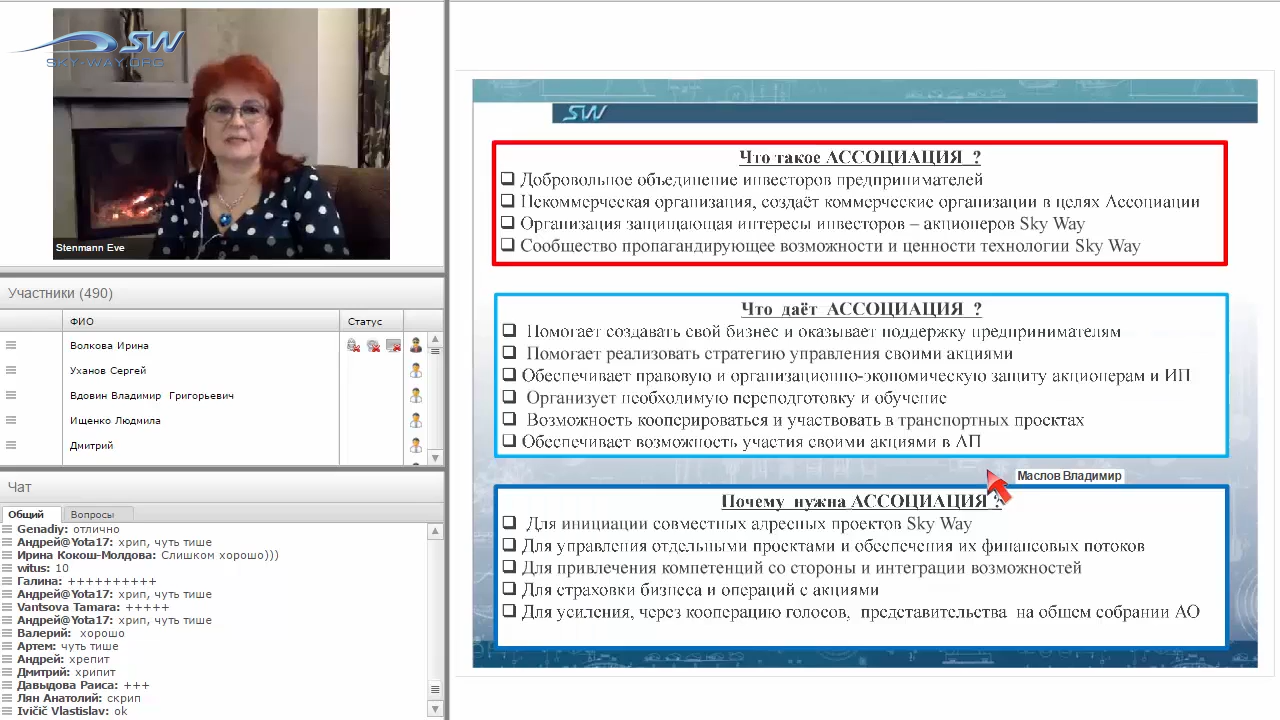 SW
SKY-WAY.ORG
Stenmann Eve
Участники (490)
ФИО
Статус
Волкова Ирина
Уханов Сергей
Вдовин Владимир Григорьевич
Ищенко Людмила
Дмитрий
Чат
Общий
Вопросы
Genadiy: отлично
Андрей@Yota17: хрип, чуть тише
Ирина Кокош-Молдова: Слишком хорошо)))
witus: 10
Галина: ++++++++++
Андрей@Yota17: хрип, чуть тише
Vantsova Tamara: +++++
Андрей@Yota17: хрип, чуть тише
Валерий: хорошо
Артем: чуть тише
Андрей: хрепит
Дмитрий: хрипит
Давыдова Раиса: +++
Лян Анатолий: скрип
Ivičič Vlastislav: ok
SW
Что такое АССОЦИАЦИЯ ?
Добровольное объединение инвесторов предпринимателей
Некоммерческая организация, создаёт коммерческие организации в целях Ассоциации
Организация защищающая интересы инвесторов – акционеров Sky Way
Сообщество пропагандирующее возможности и ценности технологии Sky Way
Что даёт АССОЦИАЦИЯ ?
Помогает создавать свой бизнес и оказывает поддержку предпринимателям
Помогает реализовать стратегию управления своими акциями
Обеспечивает правовую и организационно-экономическую защиту акционерам и ИП
Организует необходимую переподготовку и обучение
Возможность кооперироваться и участвовать в транспортных проектах
Обеспечивает возможность участия своими акциями в АП
Маслов Владимир
Почему нужна АССОЦИАЦИЯ ?
Для инициации совместных адресных проектов Sky Way
Для управления отдельными проектами и обеспечения их финансовых потоков
Для привлечения компетенций со стороны и интеграции возможностей
Для страховки бизнеса и операций с акциями
Для усиления, через кооперацию голосов, представительства на общем собрании АО